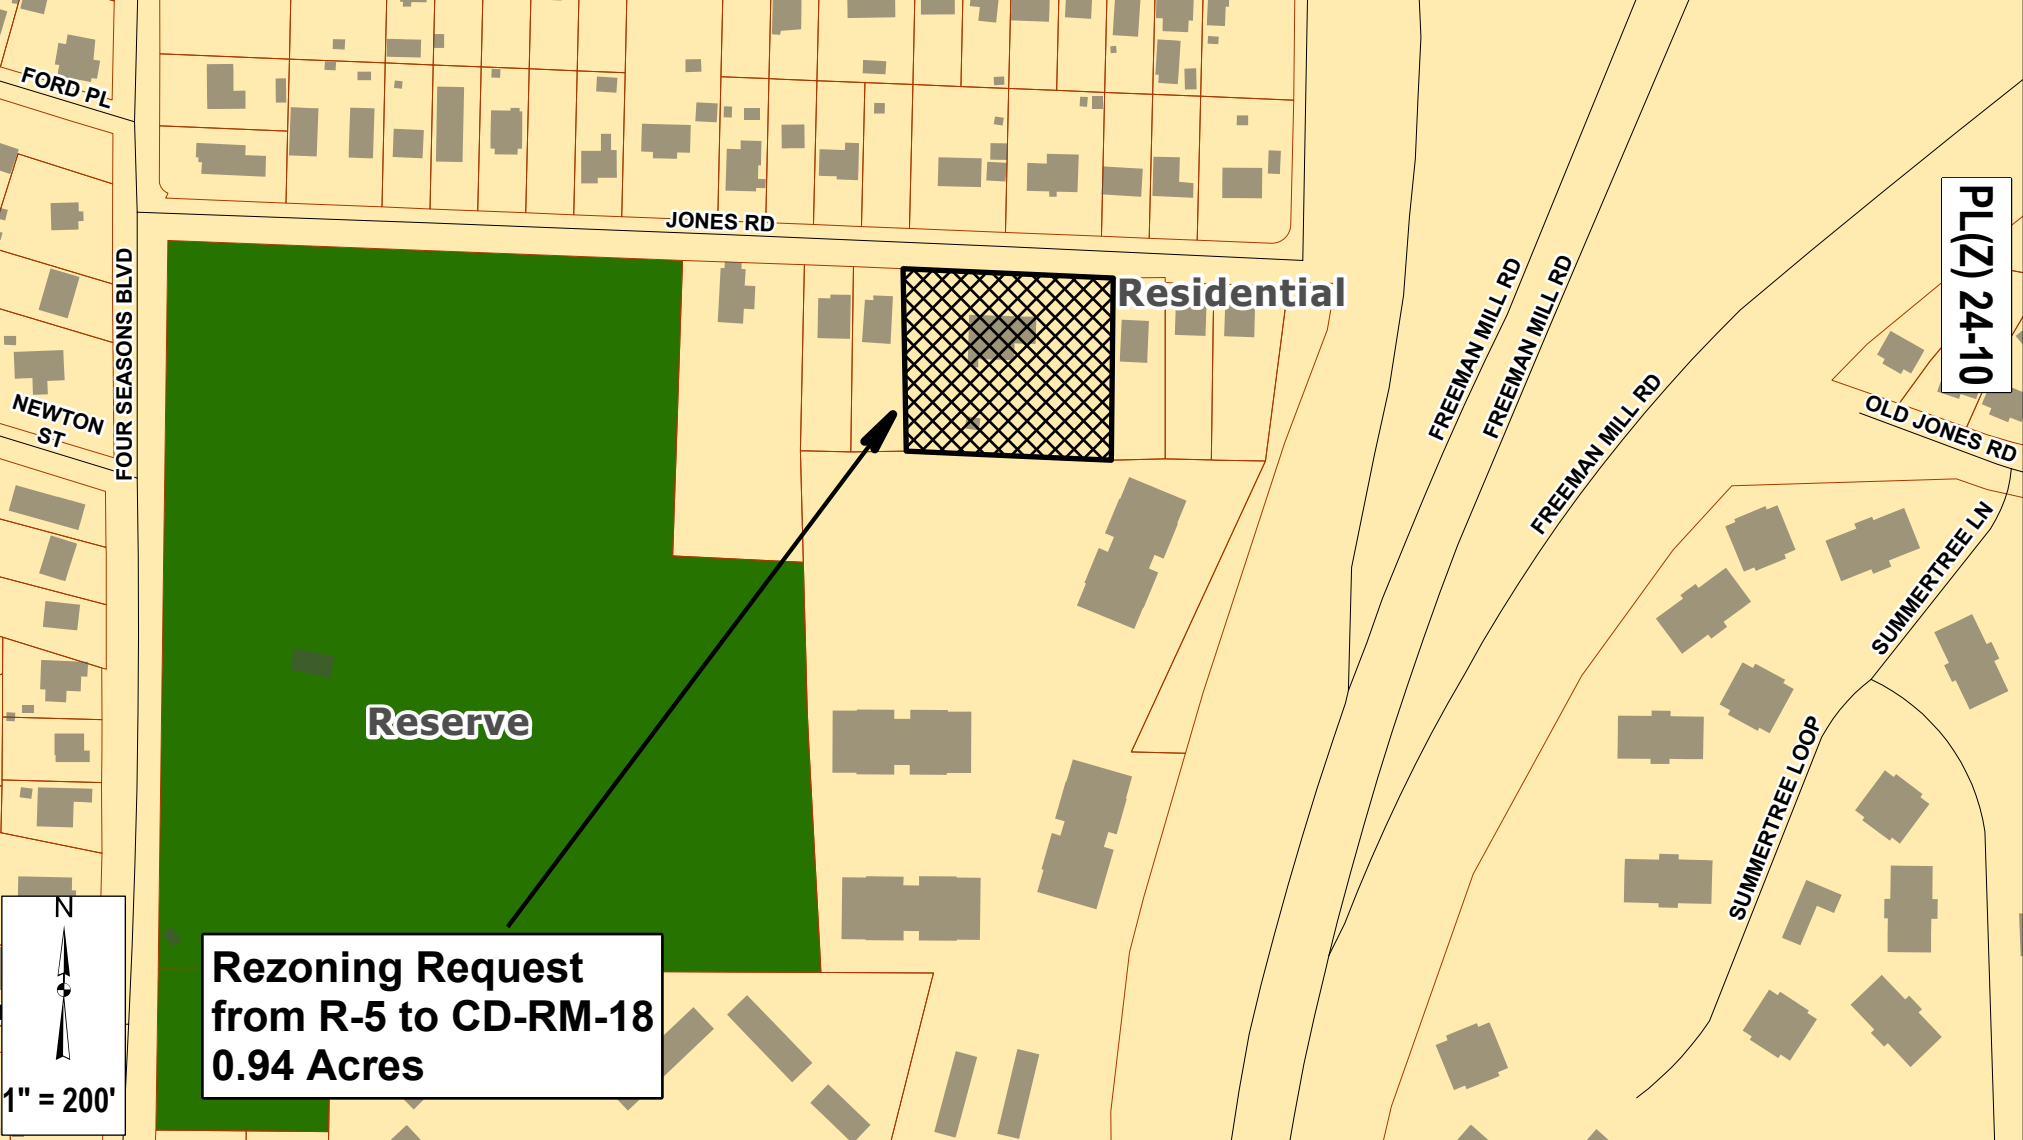 FORD PL
JONES RD
FOUR SEASONS BLVD
Residential
FREEMAN MILL RD
FREEMAN MILL RD
FREEMAN MILL RD
PL(Z) 24-10
OLD JONES RD
NEWTON
ST
SUMMERTREE LN
SUMMERTREE LOOP
Reserve
Rezoning Request
from R-5 to CD-RM-18
0.94 Acres
N
1" = 200'